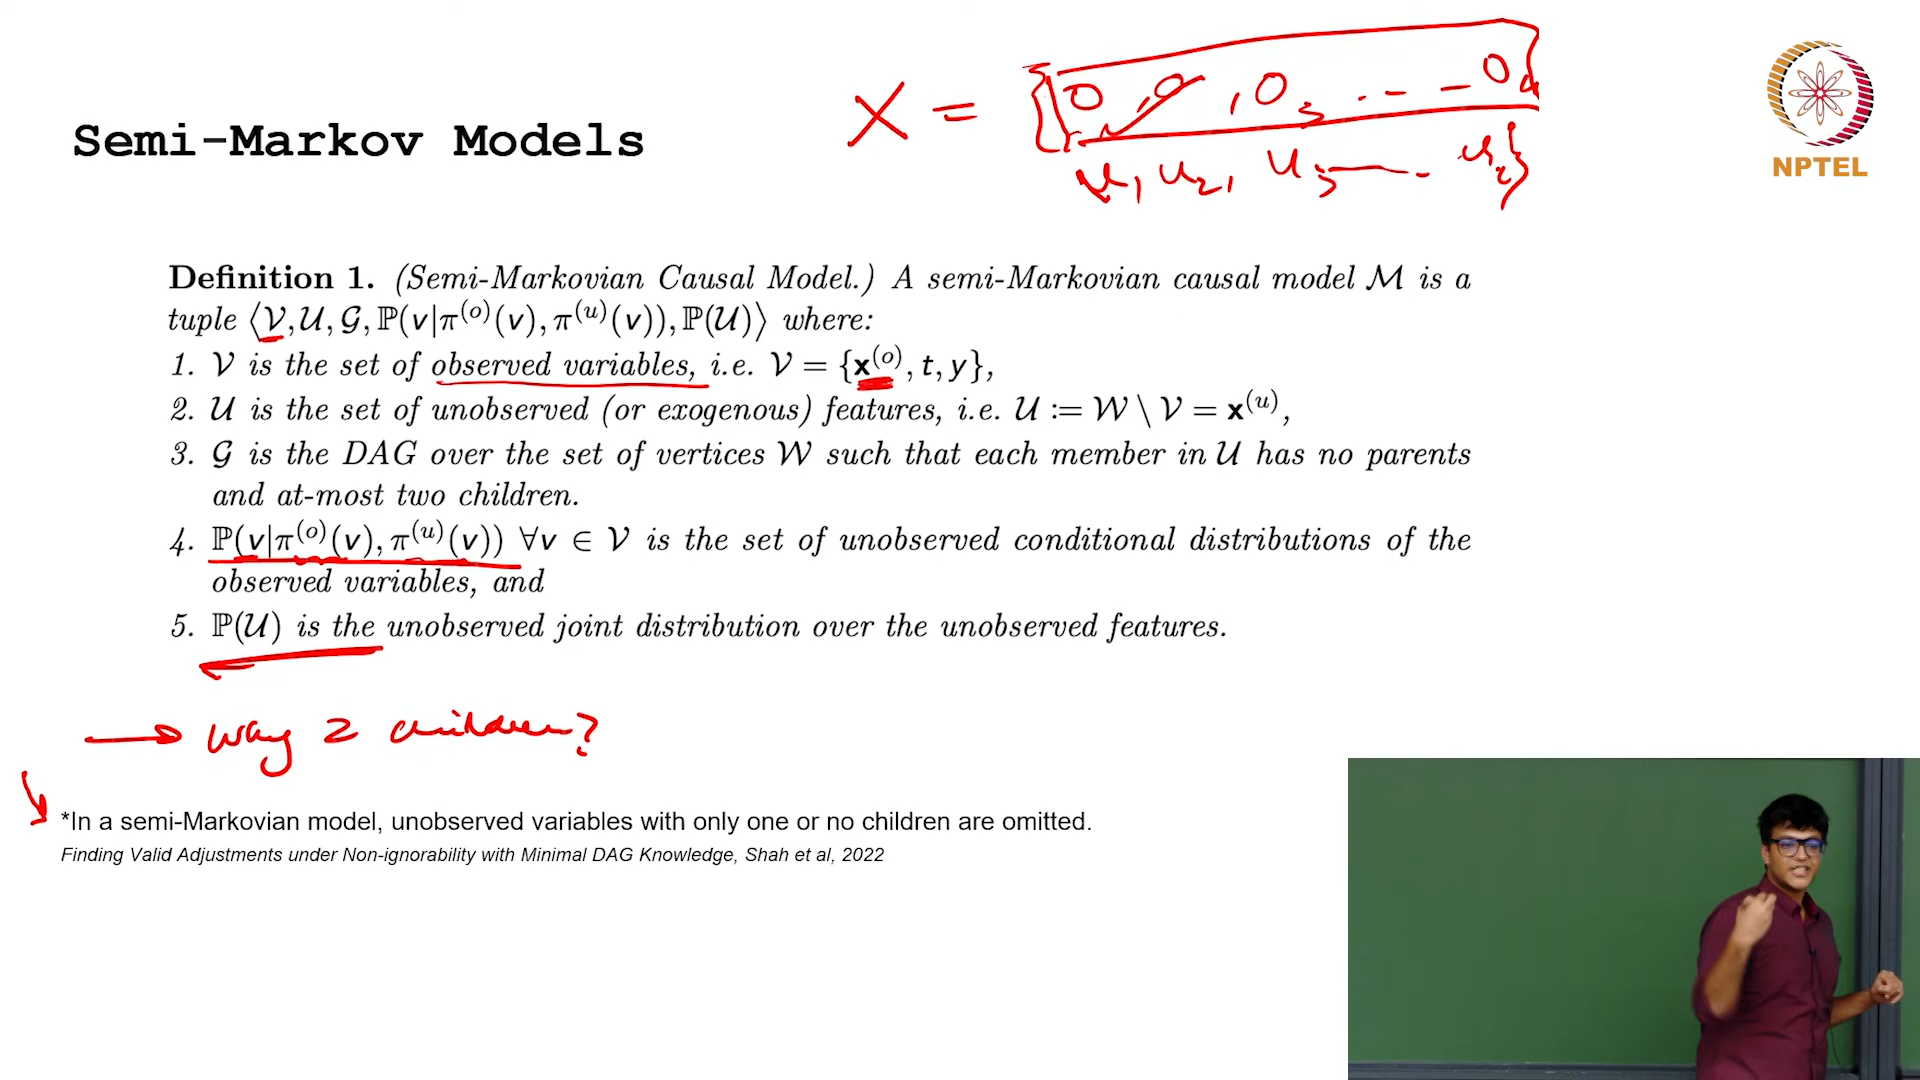 X = {0, 0, 0 3 . . - - 0
Semi-Markov Models
u1, u2, u3 - .
NPTEL
Definition 1. (Semi-Markovian Causal Model.) A semi-Markovian causal model ℳ is a
tuple ⟨𝒱, 𝒰, 𝒢, ℙ(v|π^(o)(v), π^(u)(v)), ℙ(𝒰)⟩ where:
1. 𝒱 is the set of observed variables, i.e. 𝒱 = {x^(o), t, y},
2. 𝒰 is the set of unobserved (or exogenous) features, i.e. 𝒰 := 𝒲 \ 𝒱 = x^(u),
3. 𝒢 is the DAG over the set of vertices 𝒲 such that each member in 𝒰 has no parents
and at-most two children.
4. ℙ(v|π^(o)(v), π^(u)(v)) ∀v ∈ 𝒱 is the set of unobserved conditional distributions of the
observed variables, and
5. ℙ(𝒰) is the unobserved joint distribution over the unobserved features.
→ why 2 children?
*In a semi-Markovian model, unobserved variables with only one or no children are omitted.
Finding Valid Adjustments under Non-ignorability with Minimal DAG Knowledge, Shah et al, 2022